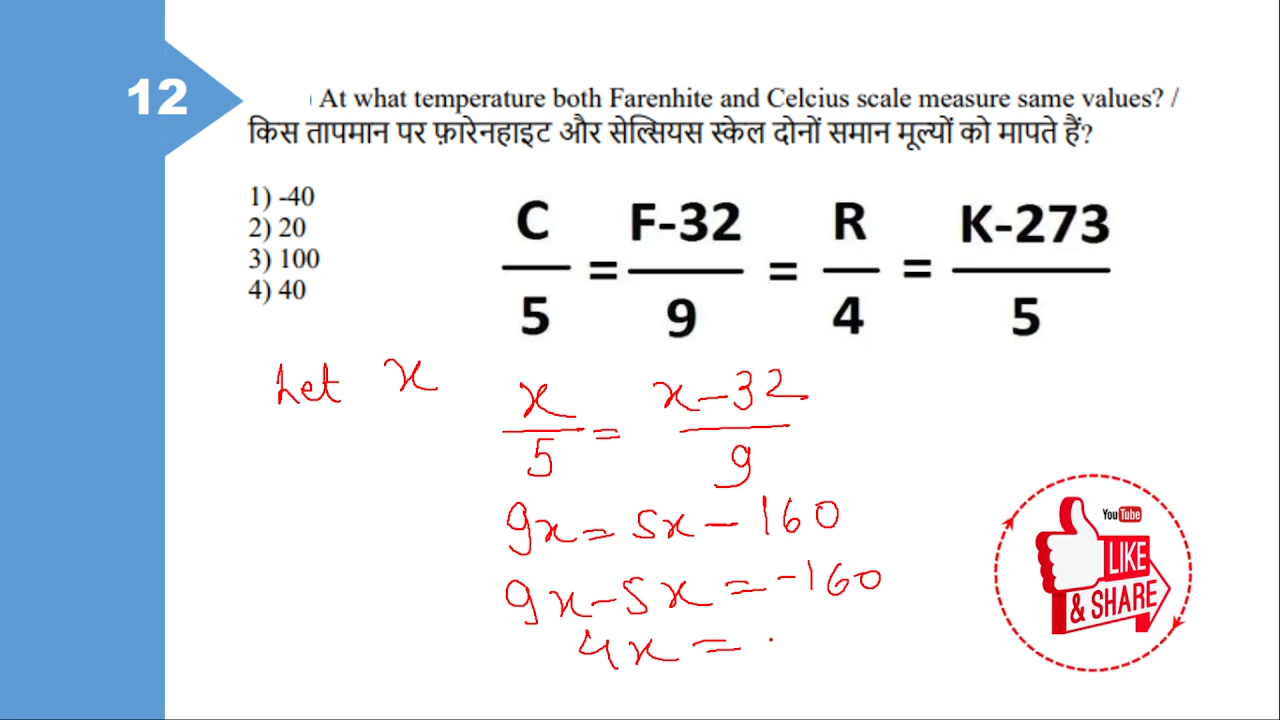 12
At what temperature both Farenhite and Celcius scale measure same values? /
किस तापमान पर फ़ारेनहाइट और सेल्सियस स्केल दोनों समान मूल्यों को मापते हैं?
1) -40
2) 20
3) 100
4) 40
C/5 = F-32/9 = R/4 = K-273/5
Let x
x/5 = x-32/9
9x = 5x - 160
9x - 5x = -160
4x =
YouTube
LIKE
& SHARE